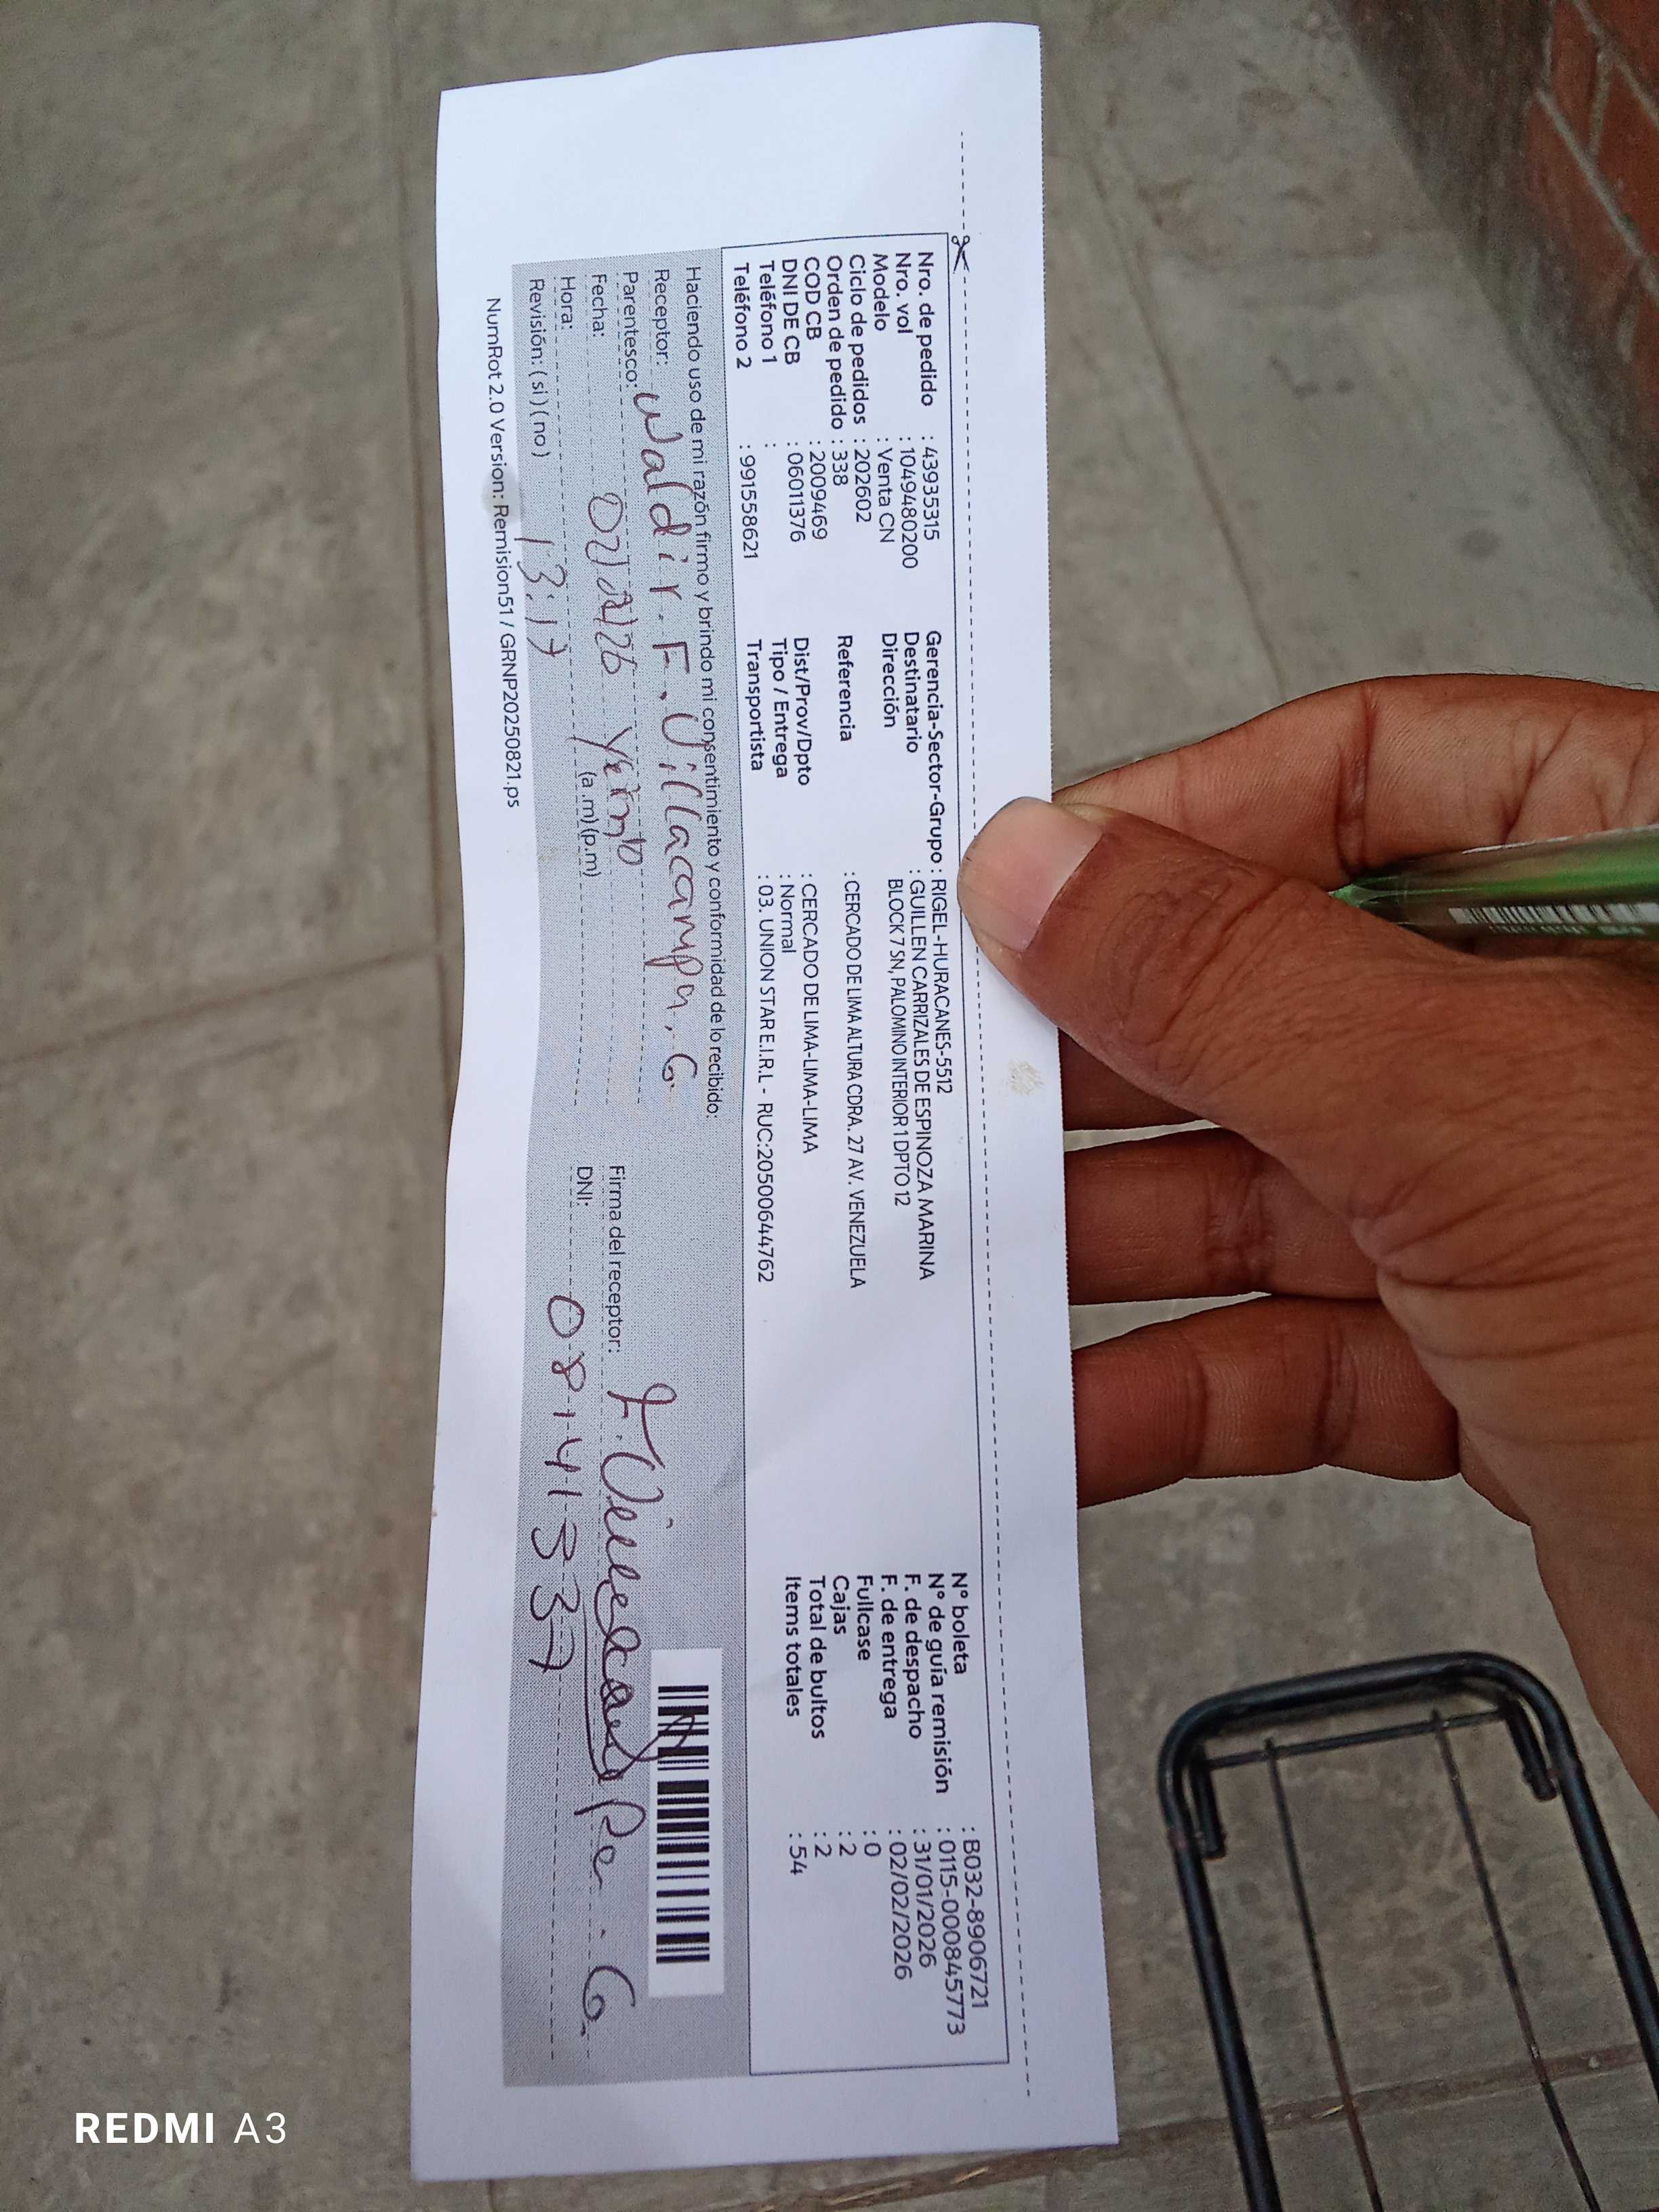 Nro. de pedido : 43935315
Nro. vol : 1049480200
Modelo : Venta CN
Ciclo de pedidos : 202602
Orden de pedido : 338
COD CB : 2009469
DNI DE CB : 06011376
Teléfono 1 :
Teléfono 2 : 991558621
Gerencia-Sector-Grupo : RIGEL-HURACANES-5512
Destinatario : GUILLEN CARRIZALES DE ESPINOZA MARINA
Dirección BLOCK 7 SN, PALOMINO INTERIOR 1 DPTO 12
Referencia : CERCADO DE LIMA ALTURA CDRA. 27 AV. VENEZUELA
Dist/Prov/Dpto : CERCADO DE LIMA-LIMA-LIMA
Tipo / Entrega : Normal
Transportista : 03. UNION STAR E.I.R.L - RUC:20500644762
N° boleta : B032-8906721
N° de guía remisión : 0115-000845773
F. de despacho : 31/01/2026
F. de entrega : 02/02/2026
Fullcase : 0
Cajas : 2
Total de bultos : 2
Items totales : 54
Haciendo uso de mi razón firmo y brindo mi consentimiento y conformidad de lo recibido:
Receptor: Waldir. F. Villacampa. G
Parentesco: Yerno
Fecha:
Hora: 13:17 (a.m) (p.m)
Revisión: ( si ) ( no )
Firma del receptor:
DNI: 08141337
NumRot 2.0 Version: Remision51 / GRNP20250821.ps
REDMI A3